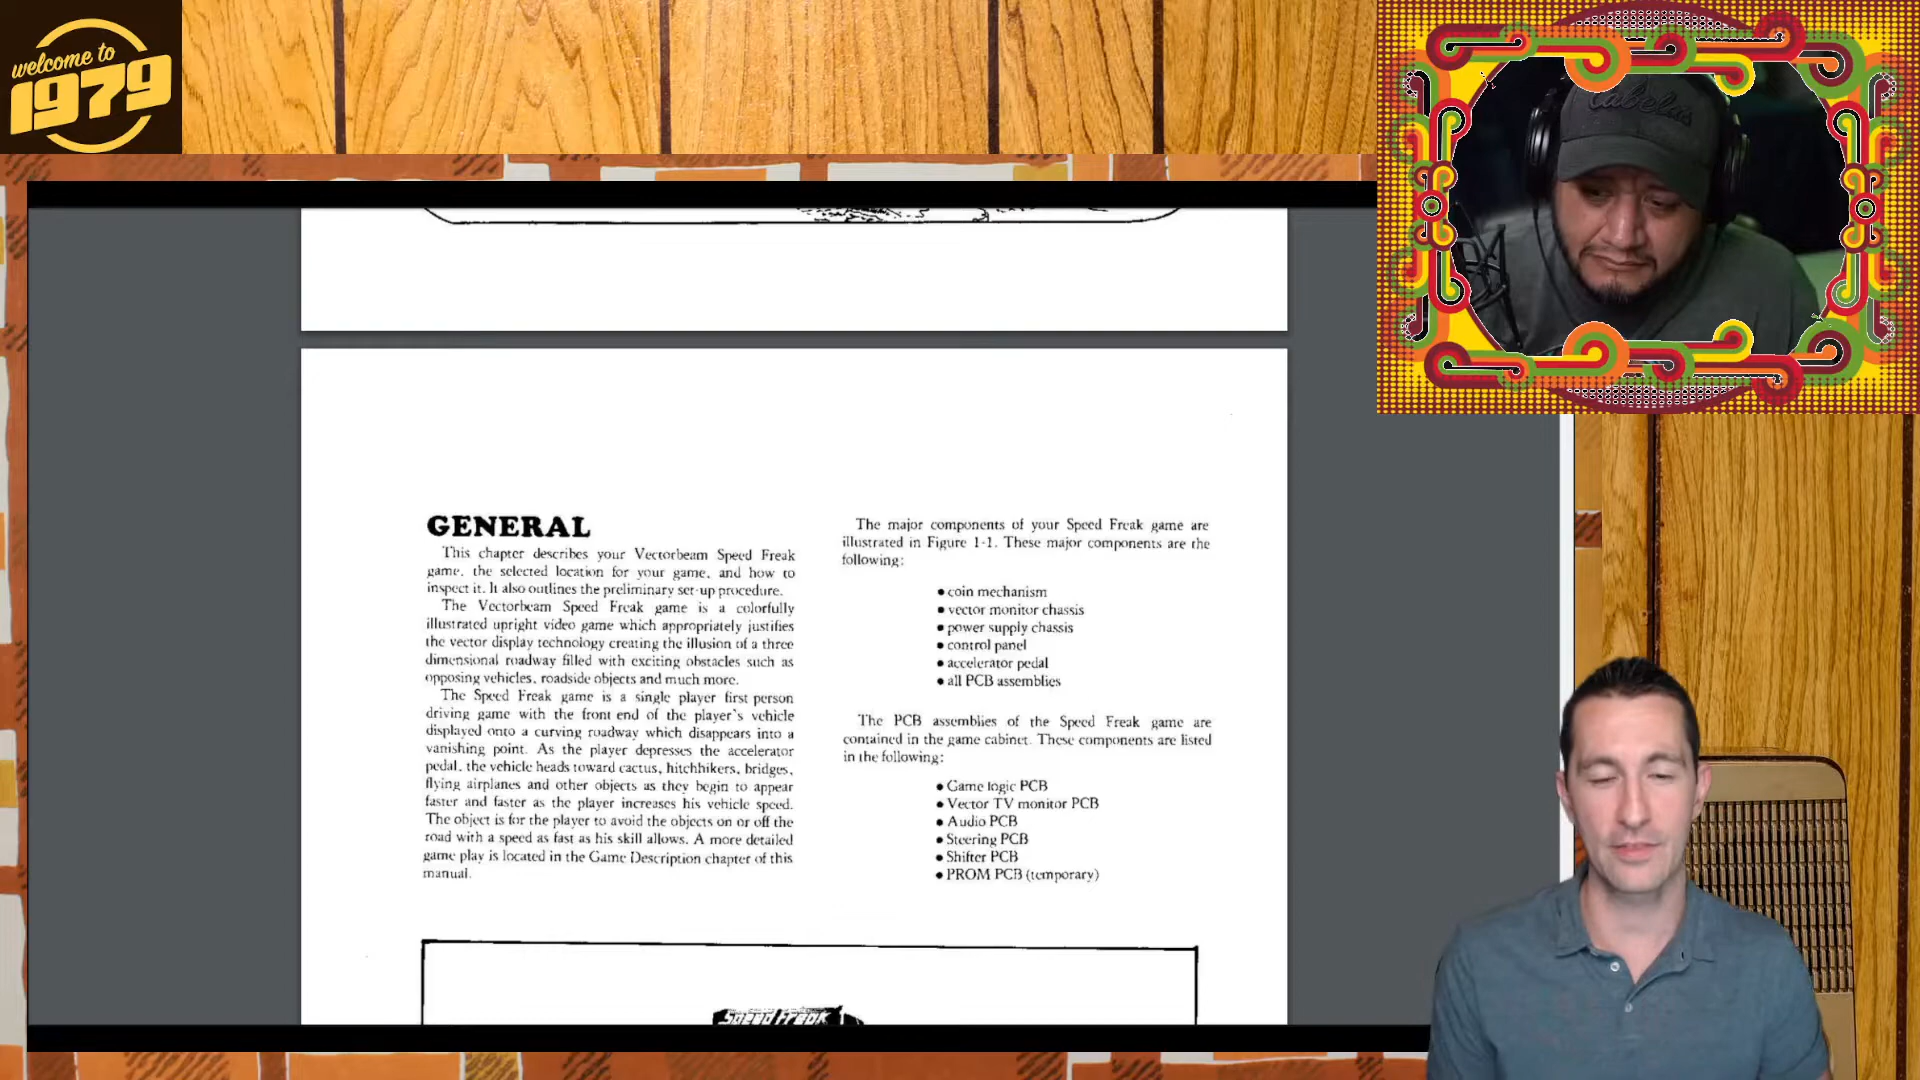 welcome to
1979
cabelas
GENERAL
This chapter describes your Vectorbeam Speed Freak
game, the selected location for your game, and how to
inspect it. It also outlines the preliminary set-up procedure.
The Vectorbeam Speed Freak game is a colorfully
illustrated upright video game which appropriately justifies
the vector display technology creating the illusion of a three
dimensional roadway filled with exciting obstacles such as
opposing vehicles, roadside objects and much more.
The Speed Freak game is a single player first person
driving game with the front end of the player's vehicle
displayed onto a curving roadway which disappears into a
vanishing point. As the player depresses the accelerator
pedal, the vehicle heads toward cactus, hitchhikers, bridges,
flying airplanes and other objects as they begin to appear
faster and faster as the player increases his vehicle speed.
The object is for the player to avoid the objects on or off the
road with a speed as fast as his skill allows. A more detailed
game play is located in the Game Description chapter of this
manual.
The major components of your Speed Freak game are
illustrated in Figure 1-1. These major components are the
following:
• coin mechanism
• vector monitor chassis
• power supply chassis
• control panel
• accelerator pedal
• all PCB assemblies
The PCB assemblies of the Speed Freak game are
contained in the game cabinet. These components are listed
in the following:
• Game logic PCB
• Vector TV monitor PCB
• Audio PCB
• Steering PCB
• Shifter PCB
• PROM PCB (temporary)
Speed Freak